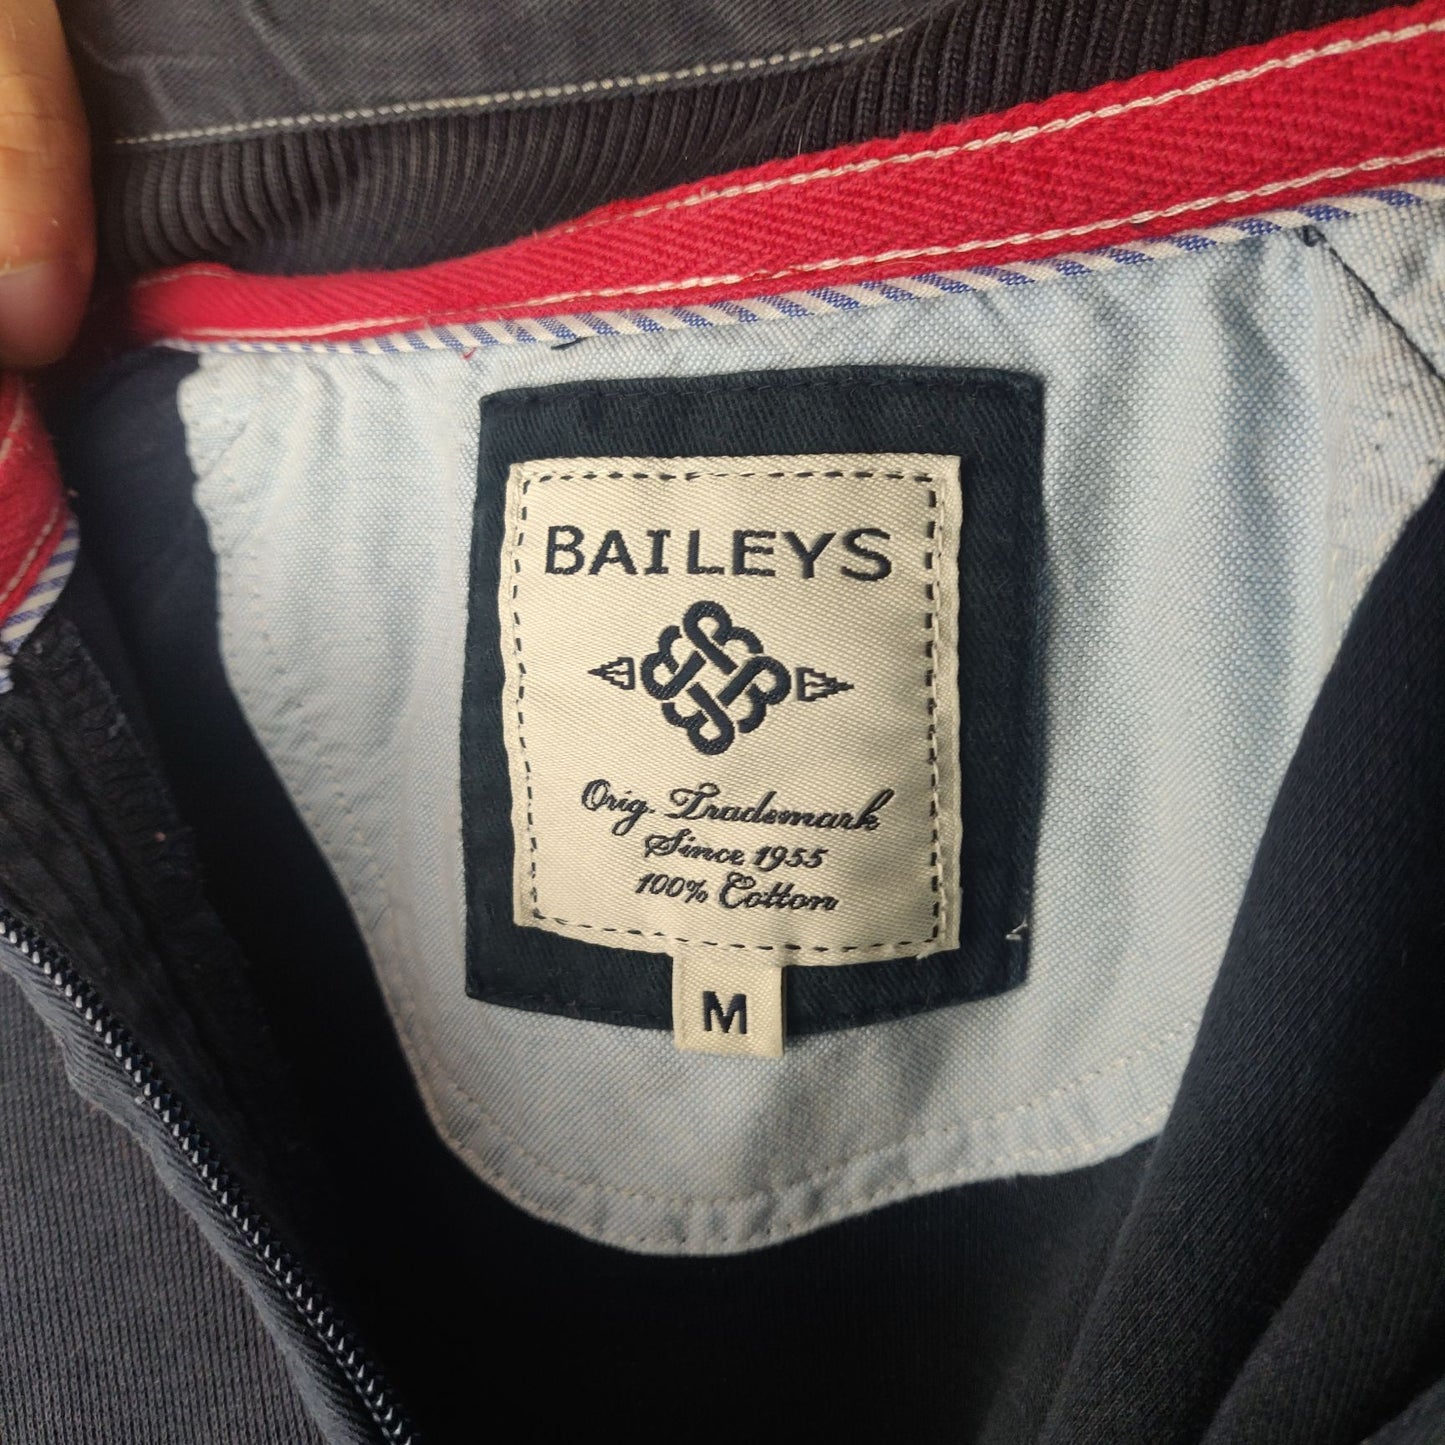 BAILEYS
Orig. Trademark
Since 1955
100% Cotton
M